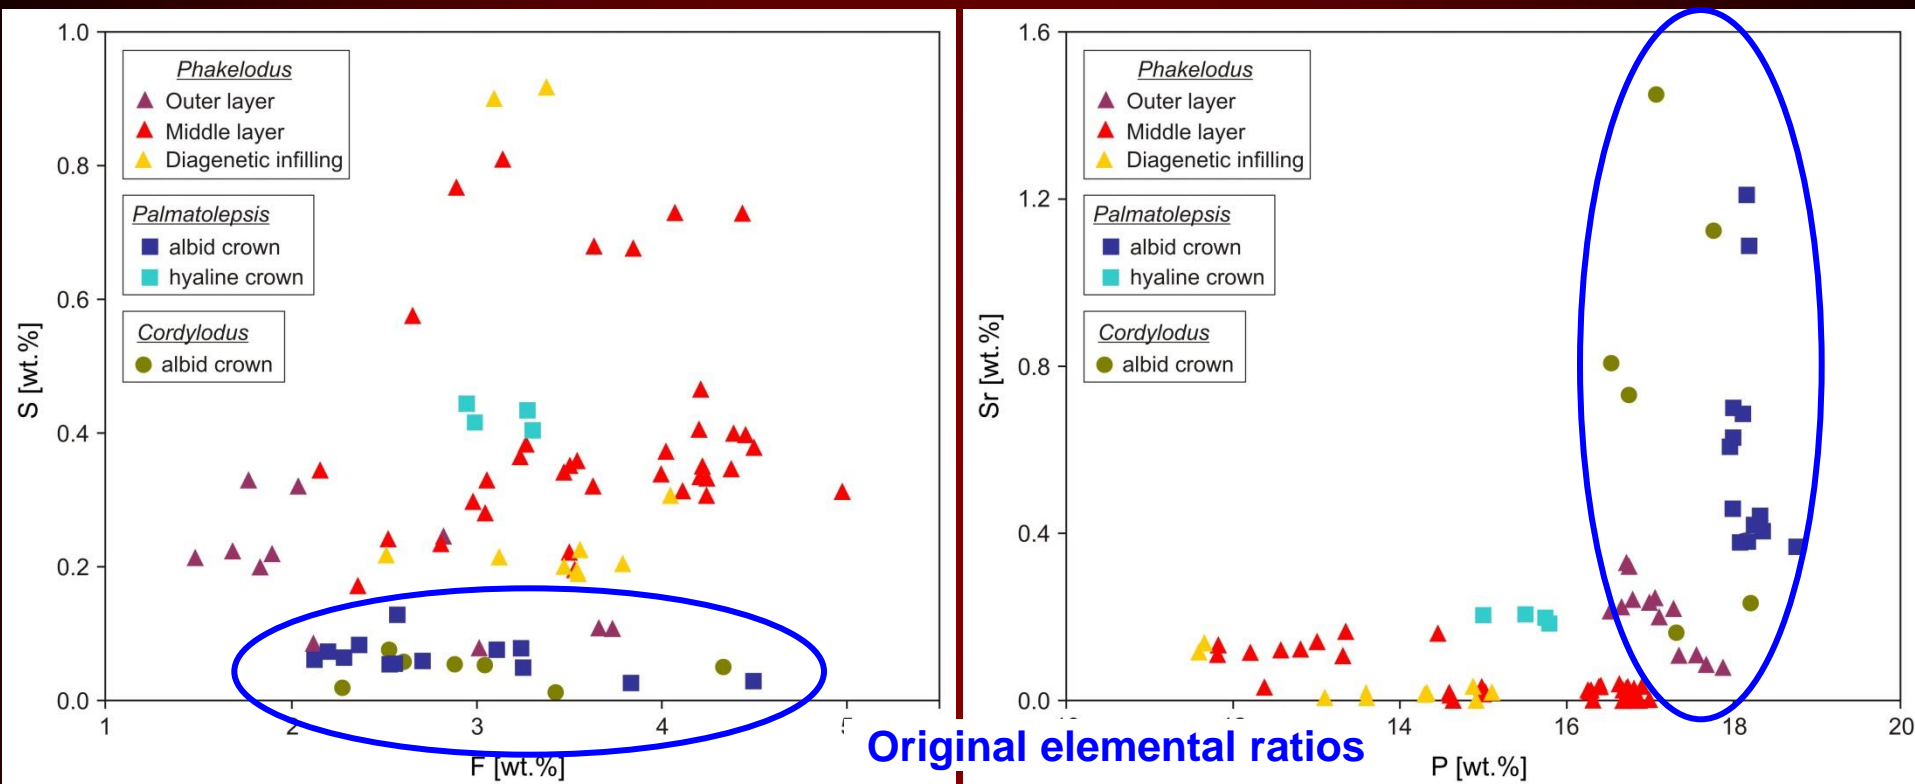 1.0
0.8
0.6
0.4
0.2
0.0
S [wt.%]
Phakelodus
Outer layer
Middle layer
Diagenetic infilling
Palmatolepsis
albid crown
hyaline crown
Cordylodus
albid crown
1 2 3 4
F [wt.%]
1.6
1.2
0.8
0.4
0.0
Sr [wt.%]
Phakelodus
Outer layer
Middle layer
Diagenetic infilling
Palmatolepsis
albid crown
hyaline crown
Cordylodus
albid crown
14 16 18 20
P [wt.%]
Original elemental ratios